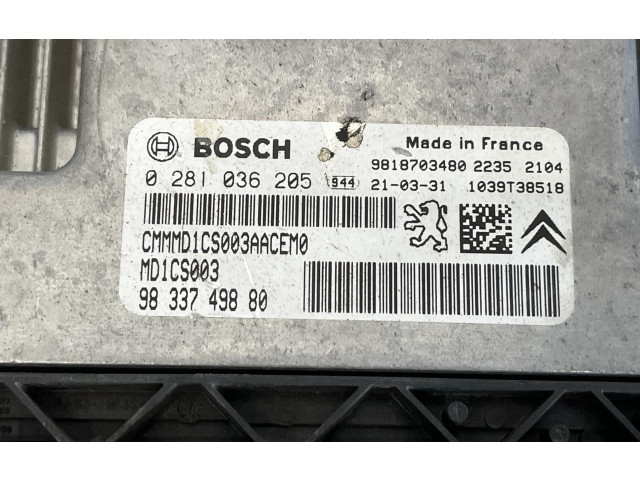 BOSCH
Made in France
9818703480 2235 2104
0 281 036 205 944 21-03-31 1039T38518
CMMMD1CS003AACEM0
MD1CS003
98 337 498 80